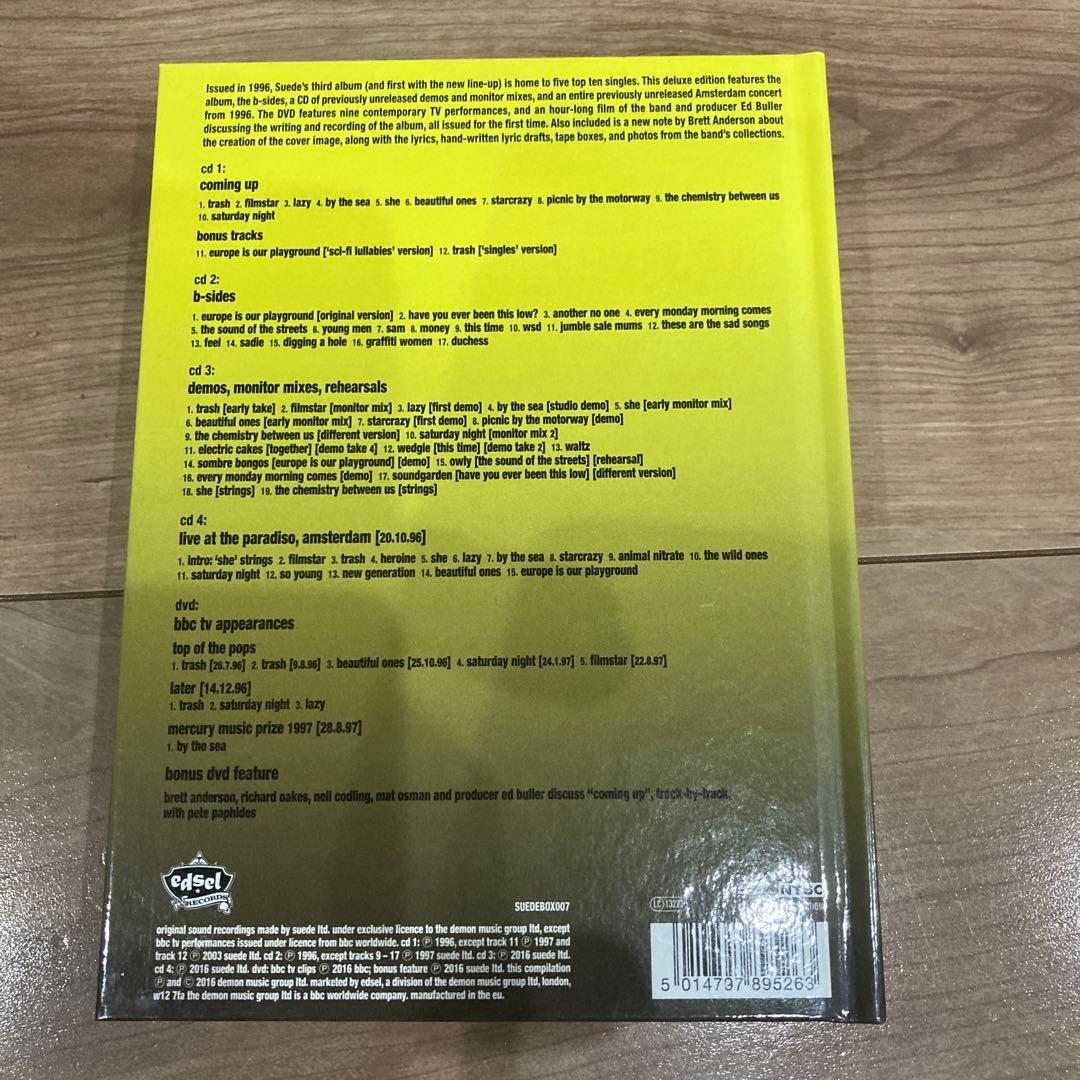 Issued in 1996, Suede's third album (and first with the new line-up) is home to five top ten singles. This deluxe edition features the
album, the b-sides, a CD of previously unreleased demos and monitor mixes, and an entire previously unreleased Amsterdam concert
from 1996. The DVD features nine contemporary TV performances, and an hour-long film of the band and producer Ed Buller
discussing the writing and recording of the album, all issued for the first time. Also included is a new note by Brett Anderson about
the creation of the cover image, along with the lyrics, hand-written lyric drafts, tape boxes, and photos from the band's collections.
cd 1:
coming up
1. trash 2. filmstar 3. lazy 4. by the sea 5. she 6. beautiful ones 7. starcrazy 8. picnic by the motorway 9. the chemistry between us
10. saturday night
bonus tracks
11. europe is our playground ['sci-fi lullabies' version] 12. trash ['singles' version]
cd 2:
b-sides
1. europe is our playground [original version] 2. have you ever been this low? 3. another no one 4. every monday morning comes
5. the sound of the streets 6. young men 7. sam 8. money 9. this time 10. wsd 11. jumble sale mums 12. these are the sad songs
13. feel 14. sadie 15. digging a hole 16. graffiti women 17. duchess
cd 3:
demos, monitor mixes, rehearsals
1. trash [early take] 2. filmstar [monitor mix] 3. lazy [first demo] 4. by the sea [studio demo] 5. she [early monitor mix]
6. beautiful ones [early monitor mix] 7. starcrazy [first demo] 8. picnic by the motorway [demo]
9. the chemistry between us [different version] 10. saturday night [monitor mix 2]
11. electric cakes [together] [demo take 4] 12. wedgie [this time] [demo take 2] 13. waltz
14. sombre bongos [europe is our playground] [demo] 15. owly [the sound of the streets] [rehearsal]
16. every monday morning comes [demo] 17. soundgarden [have you ever been this low] [different version]
18. she [strings] 19. the chemistry between us [strings]
cd 4:
live at the paradiso, amsterdam [20.10.96]
1. intro: 'she' strings 2. filmstar 3. trash 4. heroine 5. she 6. lazy 7. by the sea 8. starcrazy 9. animal nitrate 10. the wild ones
11. saturday night 12. so young 13. new generation 14. beautiful ones 15. europe is our playground
dvd:
bbc tv appearances
top of the pops
1. trash [26.7.96] 2. trash [9.8.96] 3. beautiful ones [25.10.96] 4. saturday night [24.1.97] 5. filmstar [22.8.97]
later [14.12.96]
1. trash 2. saturday night 3. lazy
mercury music prize 1997 [28.8.97]
1. by the sea
bonus dvd feature
brett anderson, richard oakes, neil codling, mat osman and producer ed buller discuss "coming up", track-by-track,
with pete paphides
edsel
RECORDS
SUEDEBOX007
LC 13223
NTSC
original sound recordings made by suede ltd. under exclusive licence to the demon music group ltd, except
bbc tv performances issued under licence from bbc worldwide. cd 1: ℗ 1996, except track 11 ℗ 1997 and
track 12 ℗ 2003 suede ltd. cd 2: ℗ 1996, except tracks 9 – 17 ℗ 1997 suede ltd. cd 3: ℗ 2016 suede ltd.
cd 4: ℗ 2016 suede ltd. dvd: bbc tv clips ℗ 2016 bbc; bonus feature ℗ 2016 suede ltd. this compilation
℗ and © 2016 demon music group ltd. marketed by edsel, a division of the demon music group ltd, london,
w12 7fa the demon music group ltd is a bbc worldwide company. manufactured in the eu.
5 014797 895263